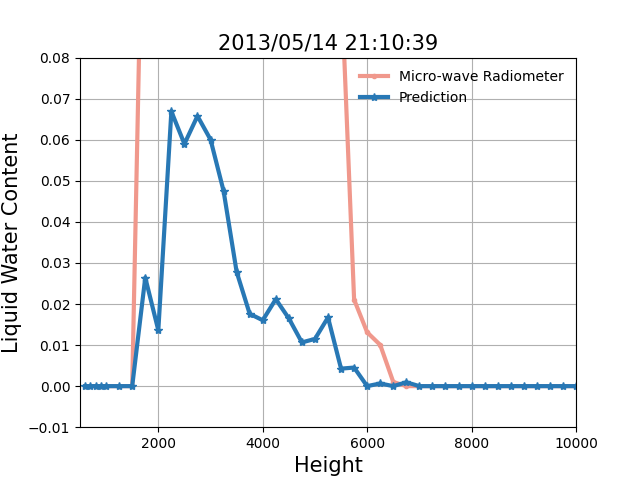 2013/05/14 21:10:39
Micro-wave Radiometer
Prediction
Liquid Water Content
0.08
0.07
0.06
0.05
0.04
0.03
0.02
0.01
0.00
−0.01
2000 4000 6000 8000 10000
Height